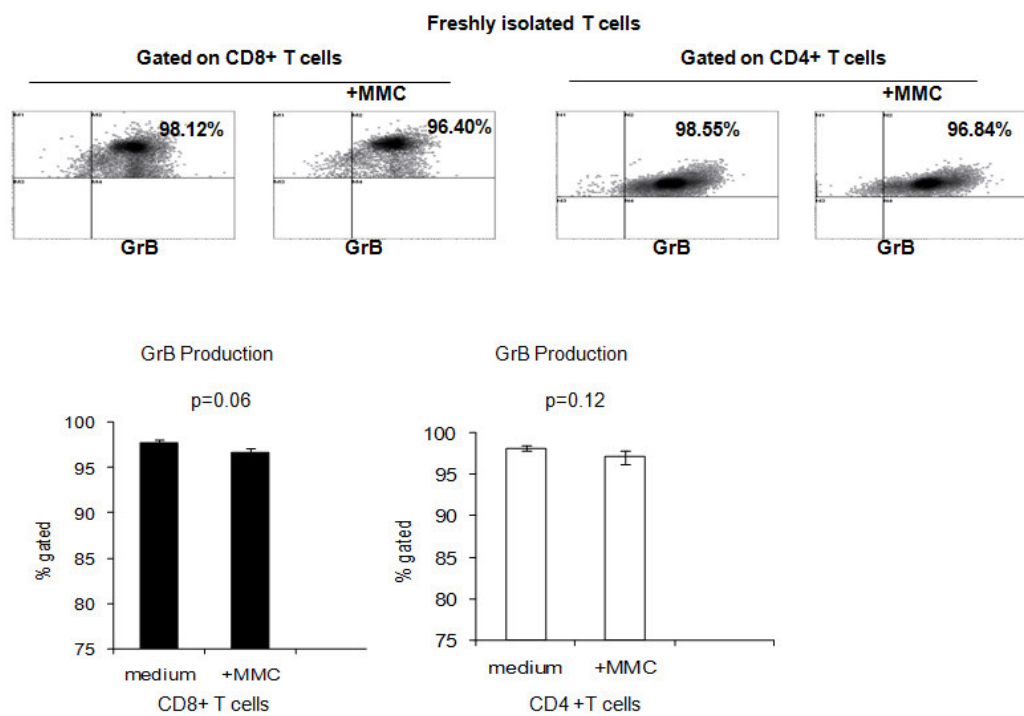 Freshly isolated T cells
Gated on CD8+ T cells
Gated on CD4+ T cells
+MMC
+MMC
98.12%
96.40%
98.55%
96.84%
GrB
GrB
GrB
GrB
GrB Production
GrB Production
p=0.06
p=0.12
100
95
90
85
80
75
% gated
medium
+MMC
CD8+ T cells
100
95
90
85
80
75
% gated
medium
+MMC
CD4 +T cells